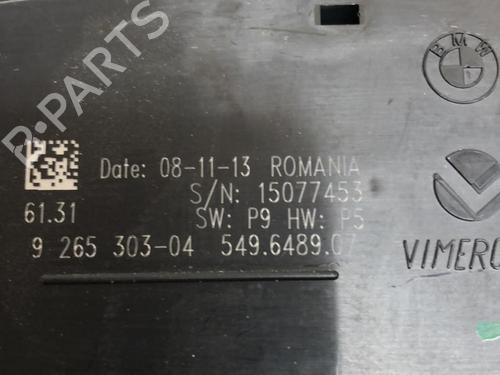 B-PARTS
BMW
Date: 08-11-13 ROMANIA
S/N: 15077453
61.31 SW: P9 HW: P5
9 265 303-04 549.6489.07
VIMERC